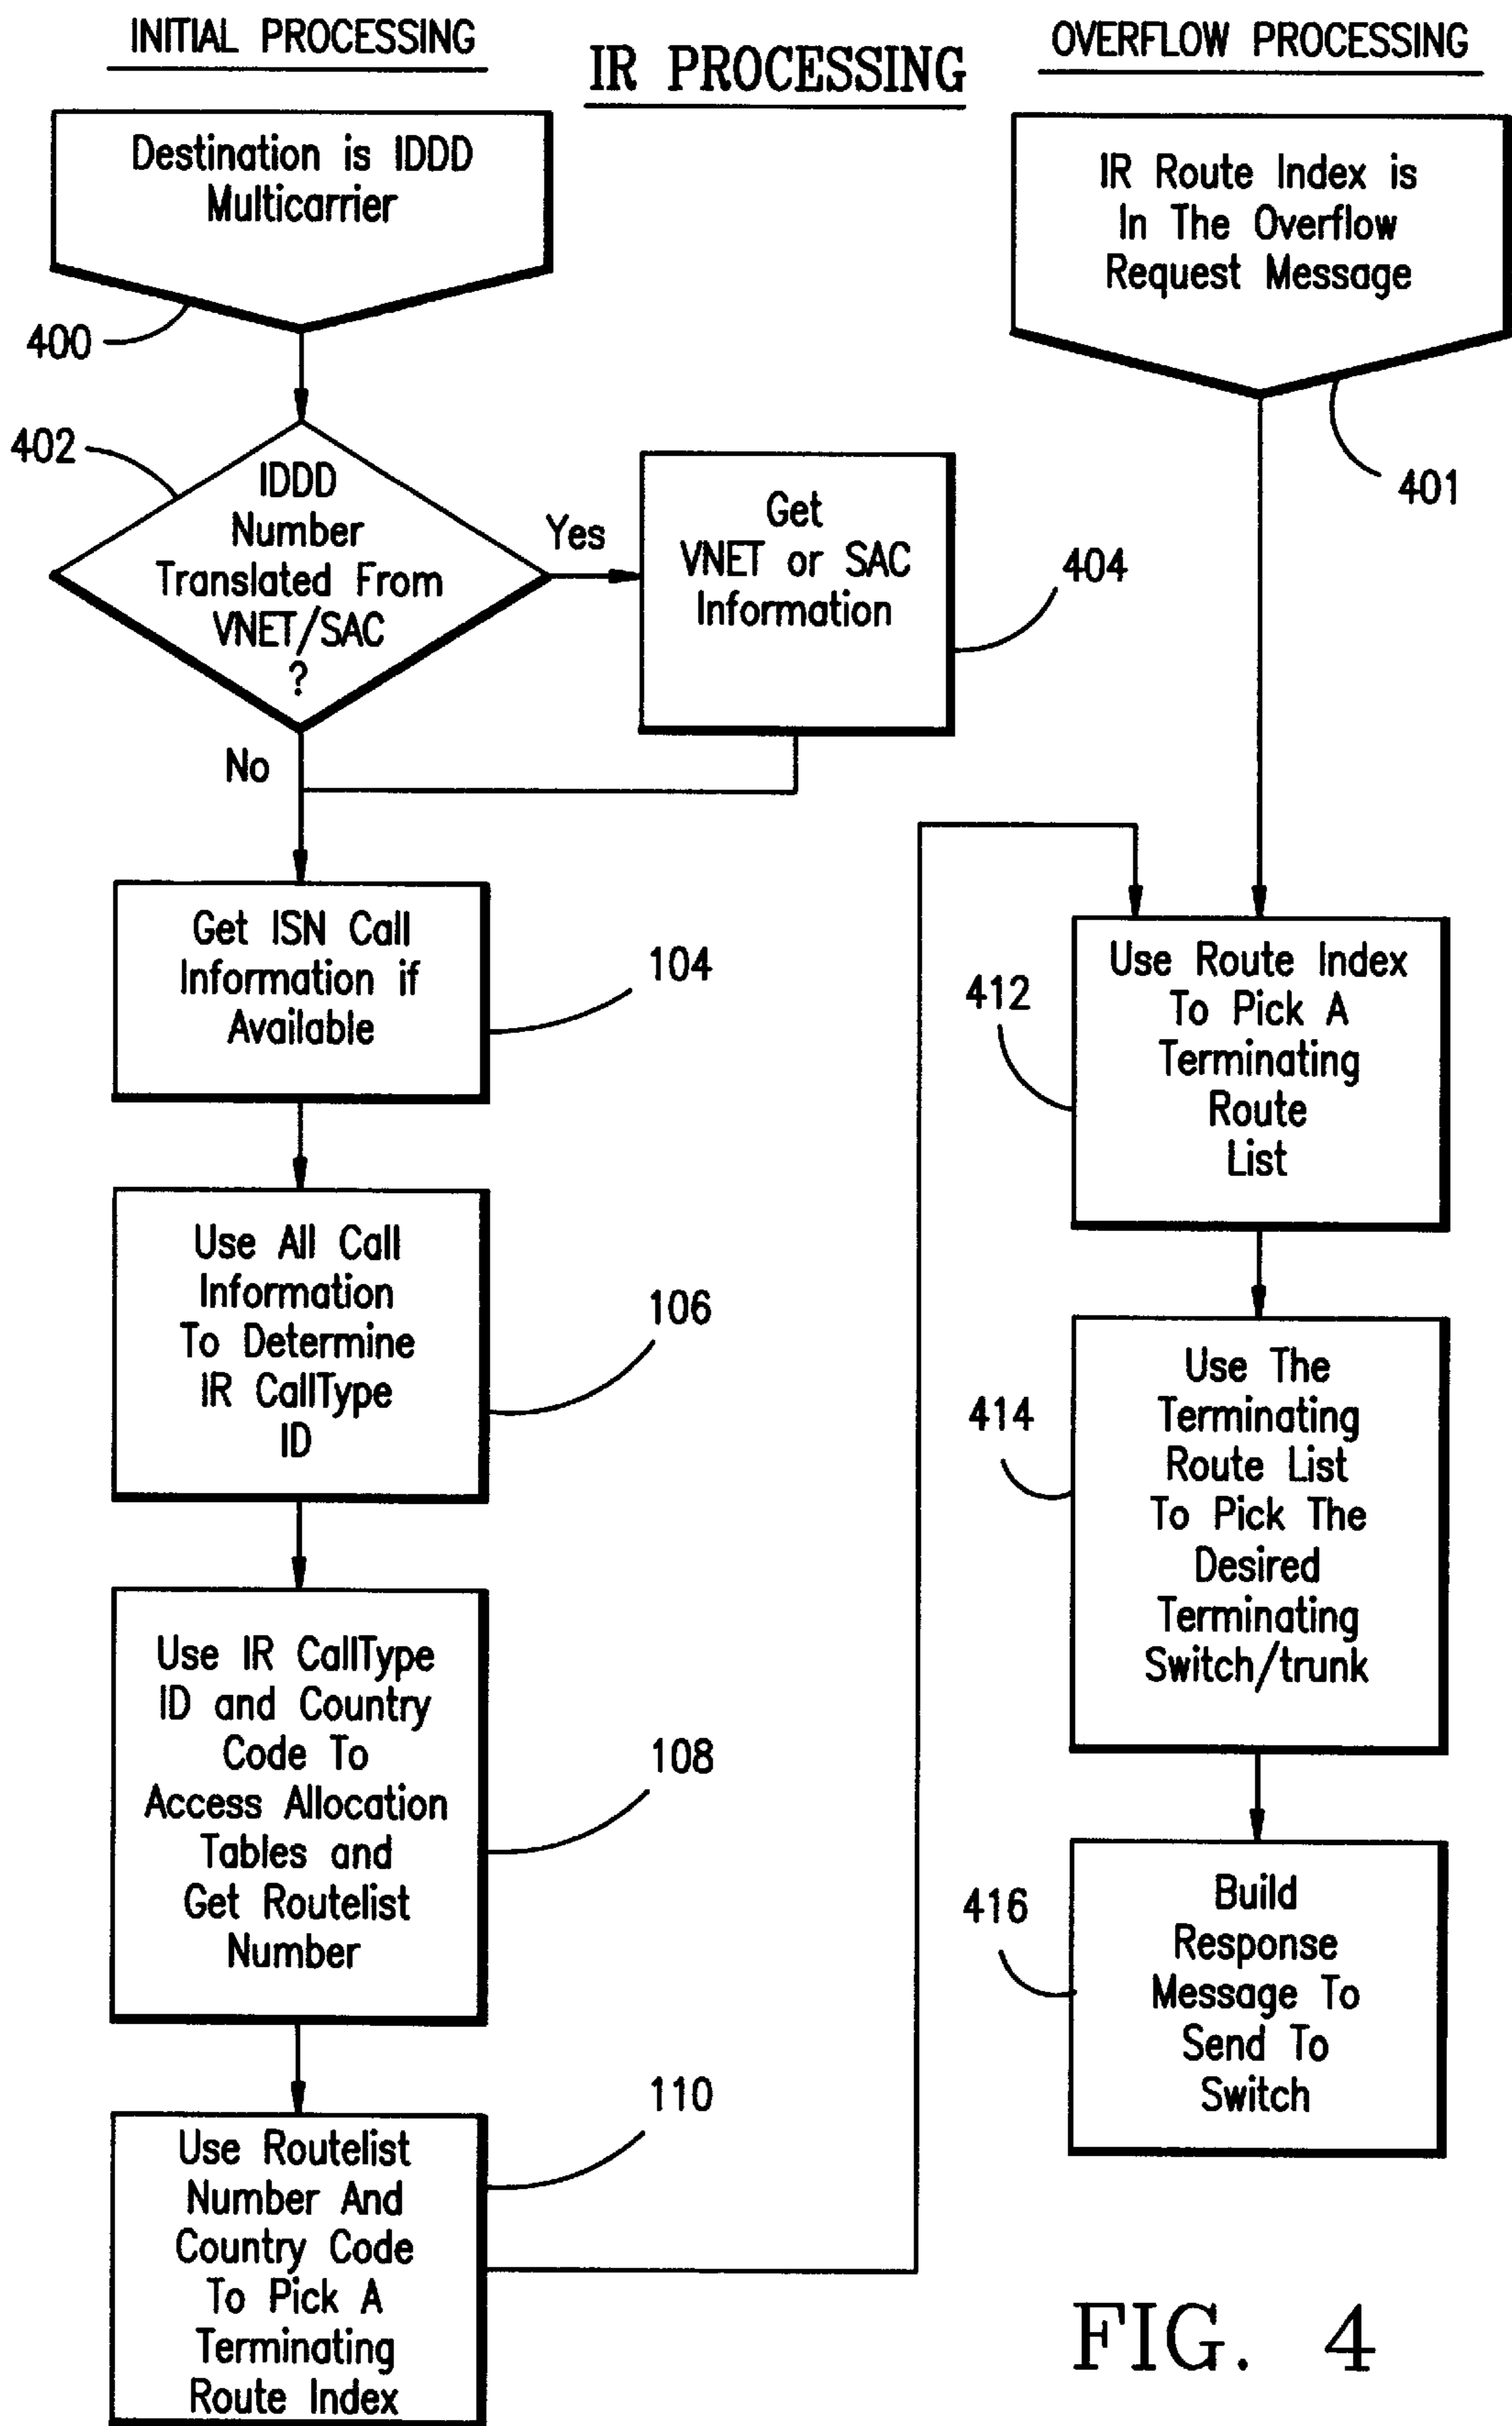 INITIAL PROCESSING
IR PROCESSING
OVERFLOW PROCESSING
Destination is IDDD
Multicarrier
400
402
IDDD
Number
Translated From
VNET/SAC
?
Yes
No
Get
VNET or SAC
Information
404
Get ISN Call
Information if
Available
104
Use All Call
Information
To Determine
IR CallType
ID
106
Use IR CallType
ID and Country
Code To
Access Allocation
Tables and
Get Routelist
Number
108
Use Routelist
Number And
Country Code
To Pick A
Terminating
Route Index
110
IR Route Index is
In The Overflow
Request Message
401
Use Route Index
To Pick A
Terminating
Route
List
412
Use The
Terminating
Route List
To Pick The
Desired
Terminating
Switch/trunk
414
Build
Response
Message To
Send To
Switch
416
FIG. 4